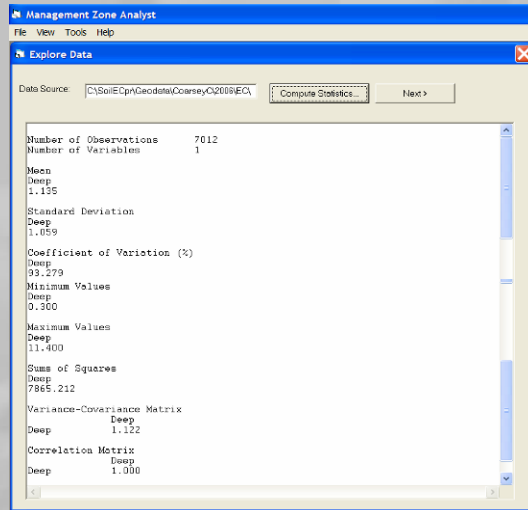 Management Zone Analyst
File View Tools Help
Explore Data
Data Source: C:\SoilECpr\Geodata\CoarseyC\2006\EC\ Compute Statistics... Next >
Number of Observations 7012
Number of Variables 1
Mean
Deep
1.135
Standard Deviation
Deep
1.059
Coefficient of Variation (%)
Deep
93.279
Minimum Values
Deep
0.300
Maximum Values
Deep
11.400
Sums of Squares
Deep
7865.212
Variance-Covariance Matrix
Deep
Deep 1.122
Correlation Matrix
Deep
Deep 1.000